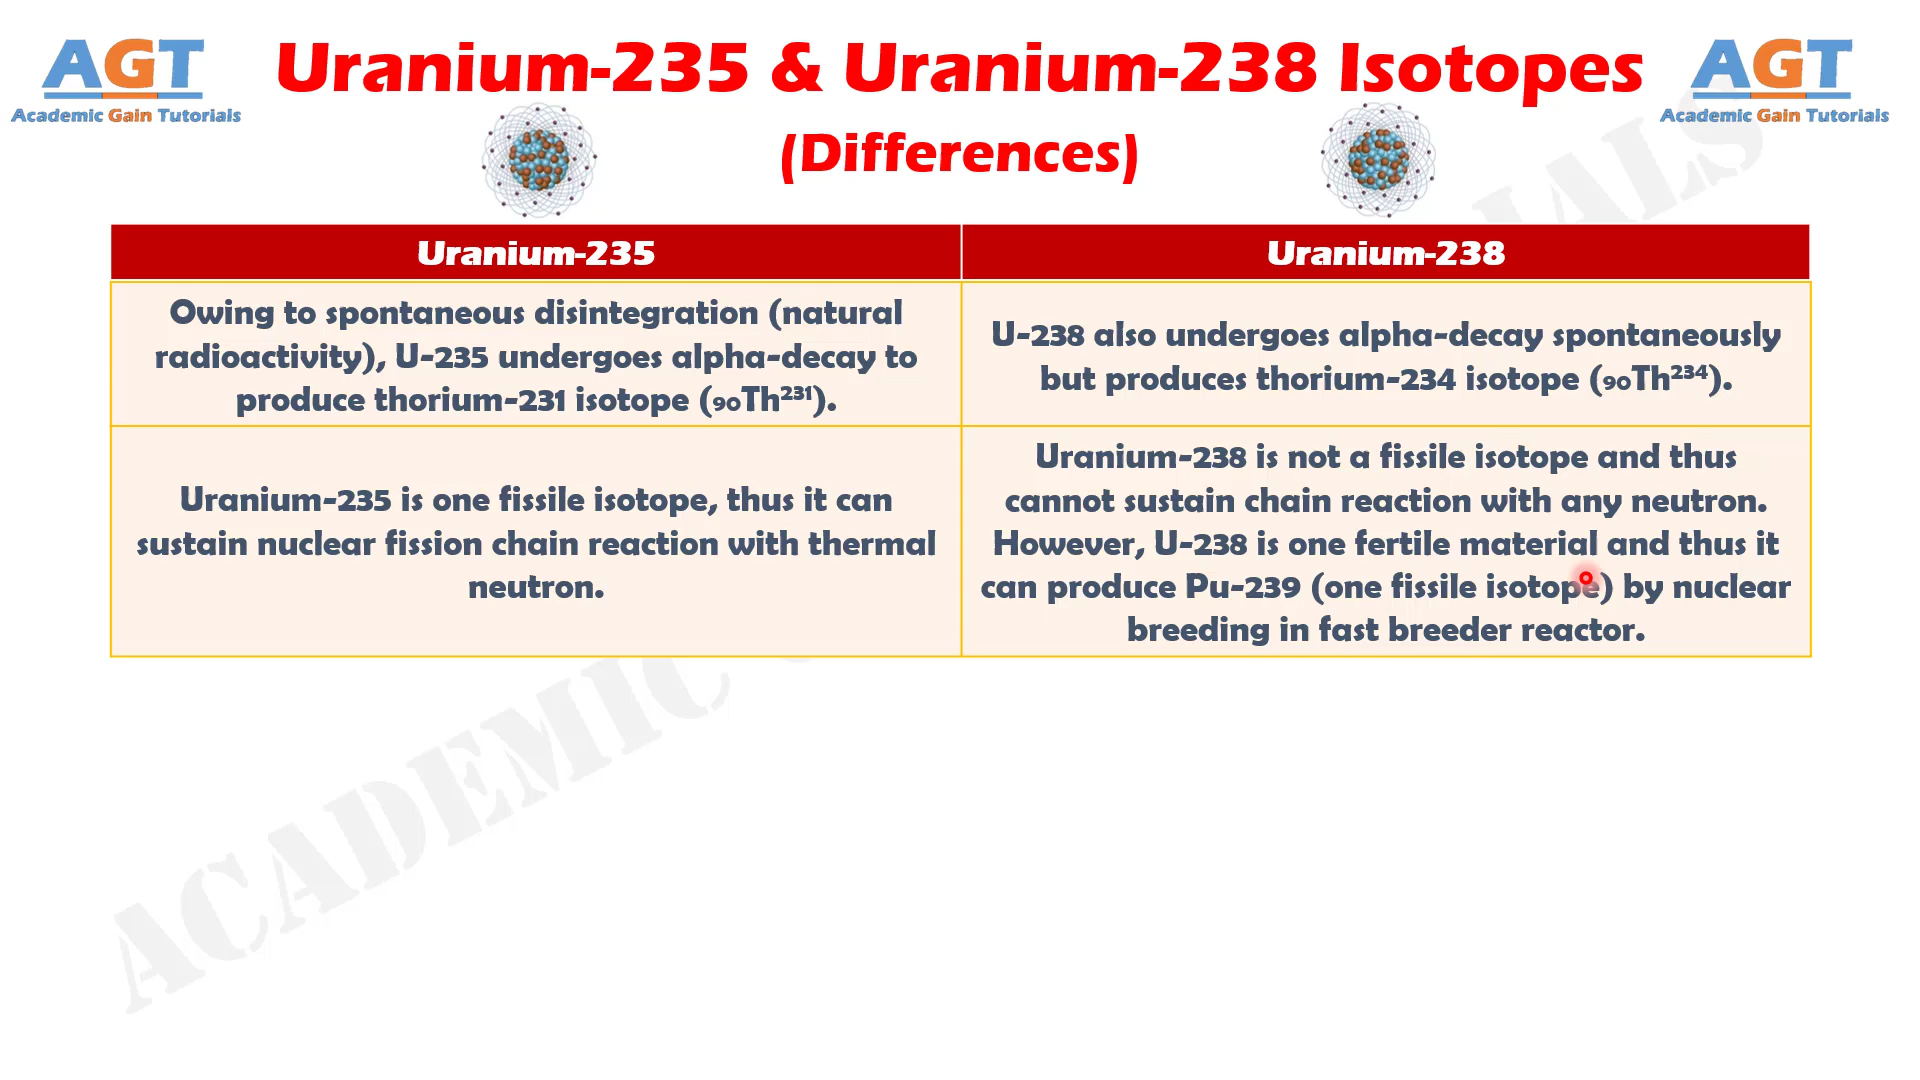 AGT
Academic Gain Tutorials
Uranium-235 & Uranium-238 Isotopes
(Differences)
AGT
Academic Gain Tutorials
Uranium-235
Uranium-238
Owing to spontaneous disintegration (natural
radioactivity), U-235 undergoes alpha-decay to
produce thorium-231 isotope (₉₀Th²³¹).
U-238 also undergoes alpha-decay spontaneously
but produces thorium-234 isotope (₉₀Th²³⁴).
Uranium-235 is one fissile isotope, thus it can
sustain nuclear fission chain reaction with thermal
neutron.
Uranium-238 is not a fissile isotope and thus
cannot sustain chain reaction with any neutron.
However, U-238 is one fertile material and thus it
can produce Pu-239 (one fissile isotope) by nuclear
breeding in fast breeder reactor.
ACADEMIC